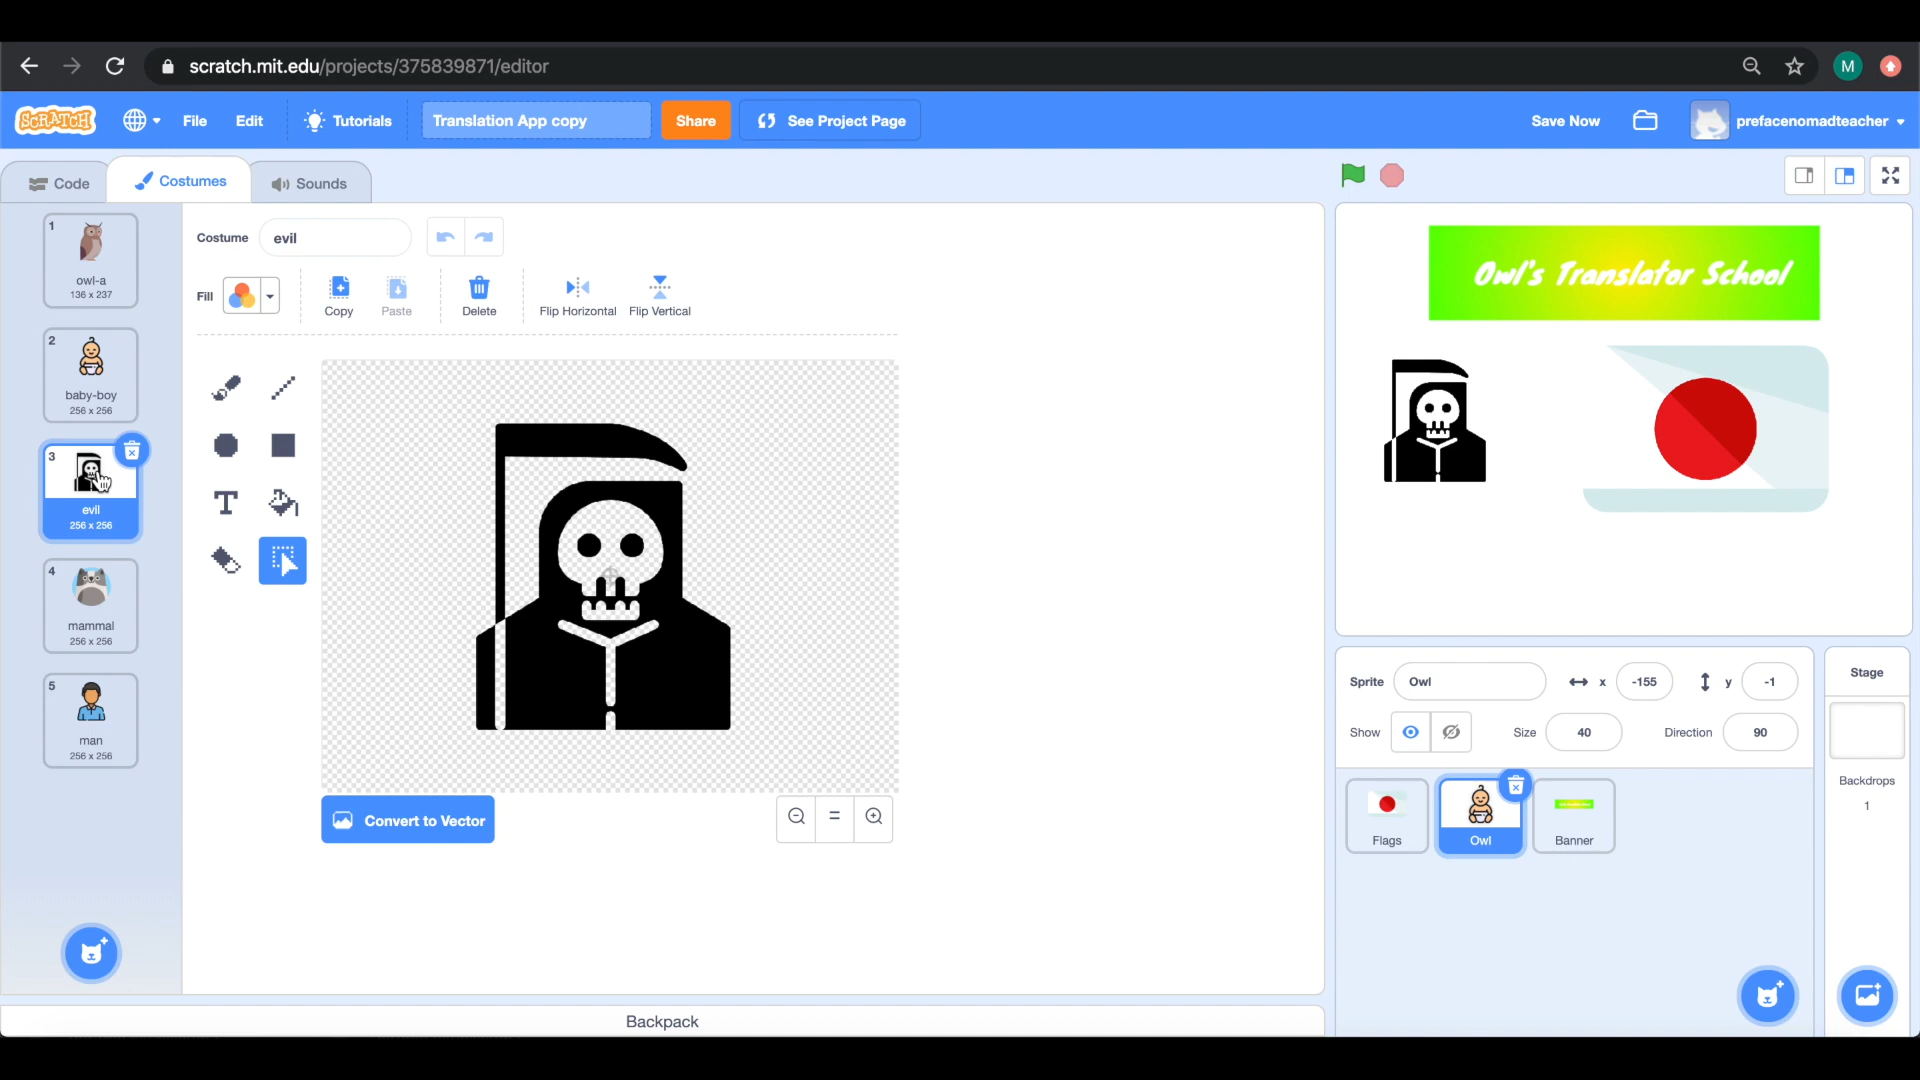 scratch.mit.edu/projects/375839871/editor
M
SCRATCH
File
Edit
Tutorials
Translation App copy
Share
See Project Page
Save Now
prefacenomadteacher
Code
Costumes
Sounds
1
owl-a
136 x 237
2
baby-boy
256 x 256
3
evil
256 x 256
4
mammal
256 x 256
5
man
256 x 256
Costume
evil
Fill
Copy
Paste
Delete
Flip Horizontal
Flip Vertical
T
Convert to Vector
Backpack
Owl's Translator School
Sprite
Owl
x
-155
y
-1
Show
Size
40
Direction
90
Flags
Owl
Banner
Stage
Backdrops
1